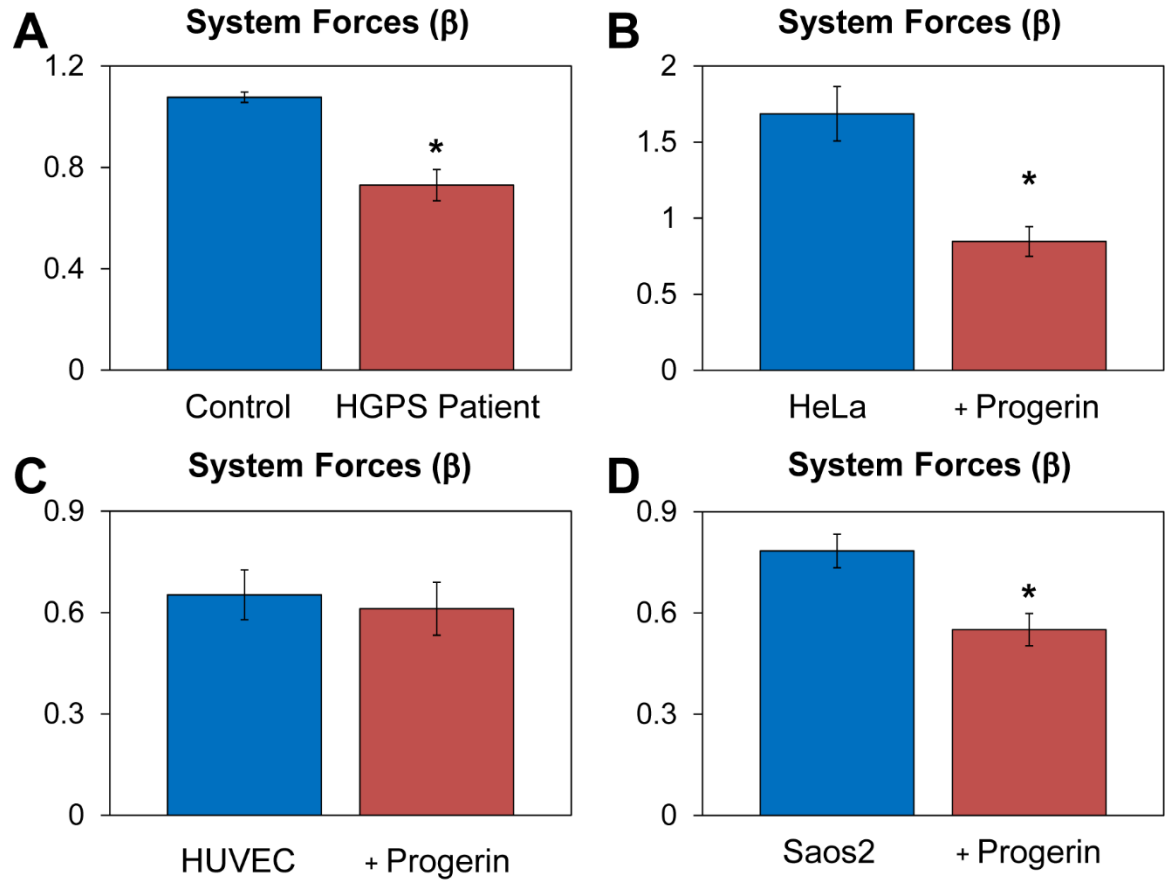 A
System Forces (β)
1.2
0.8
0.4
0
*
Control HGPS Patient
B
System Forces (β)
2
1.5
1
0.5
0
*
HeLa + Progerin
C
System Forces (β)
0.9
0.6
0.3
0
HUVEC + Progerin
D
System Forces (β)
0.9
0.6
0.3
0
*
Saos2 + Progerin